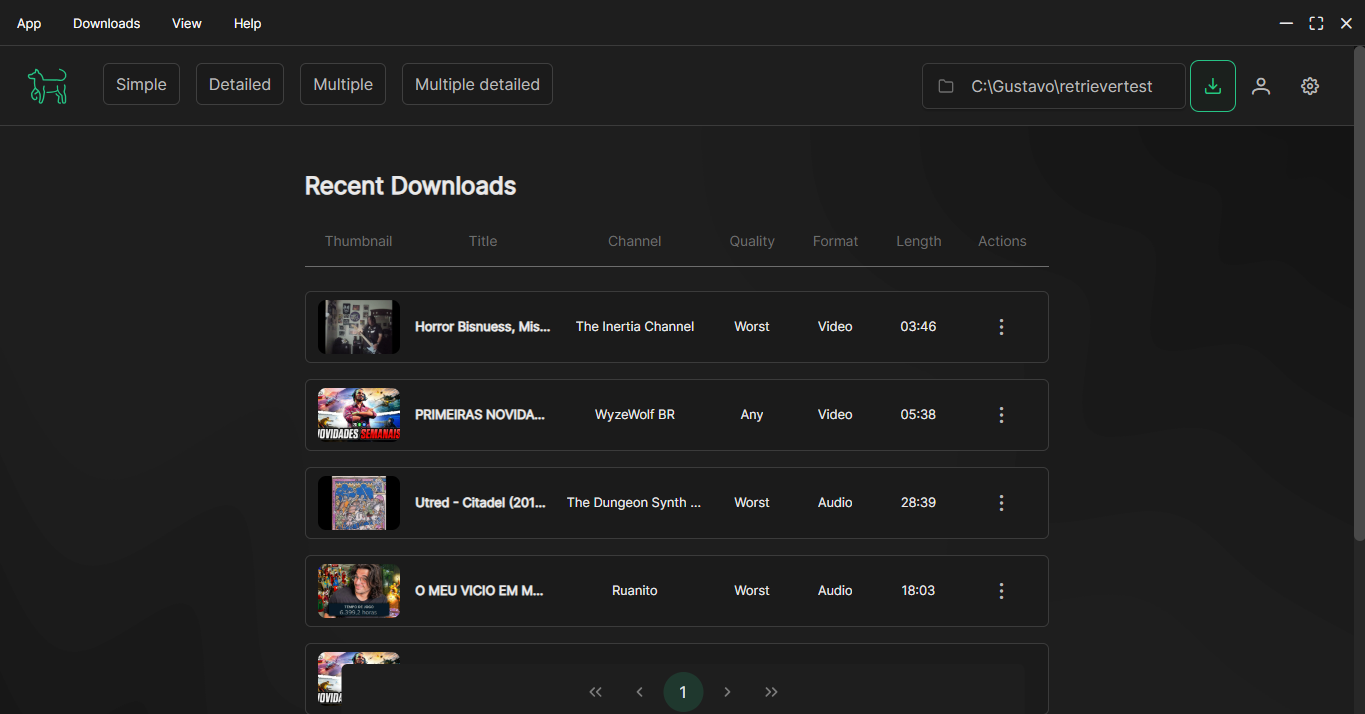 App Downloads View Help
Simple Detailed Multiple Multiple detailed C:\Gustavo\retrievertest
Recent Downloads
Thumbnail Title Channel Quality Format Length Actions
Horror Bisnuess, Mis... The Inertia Channel Worst Video 03:46
PRIMEIRAS NOVIDA... WyzeWolf BR Any Video 05:38
OVIDADES SEMANAIS
Utred - Citadel (201... The Dungeon Synth ... Worst Audio 28:39
O MEU VICIO EM M... Ruanito Worst Audio 18:03
TEMPO DE JOGO
6.399,2 horas
NOVIDA
1